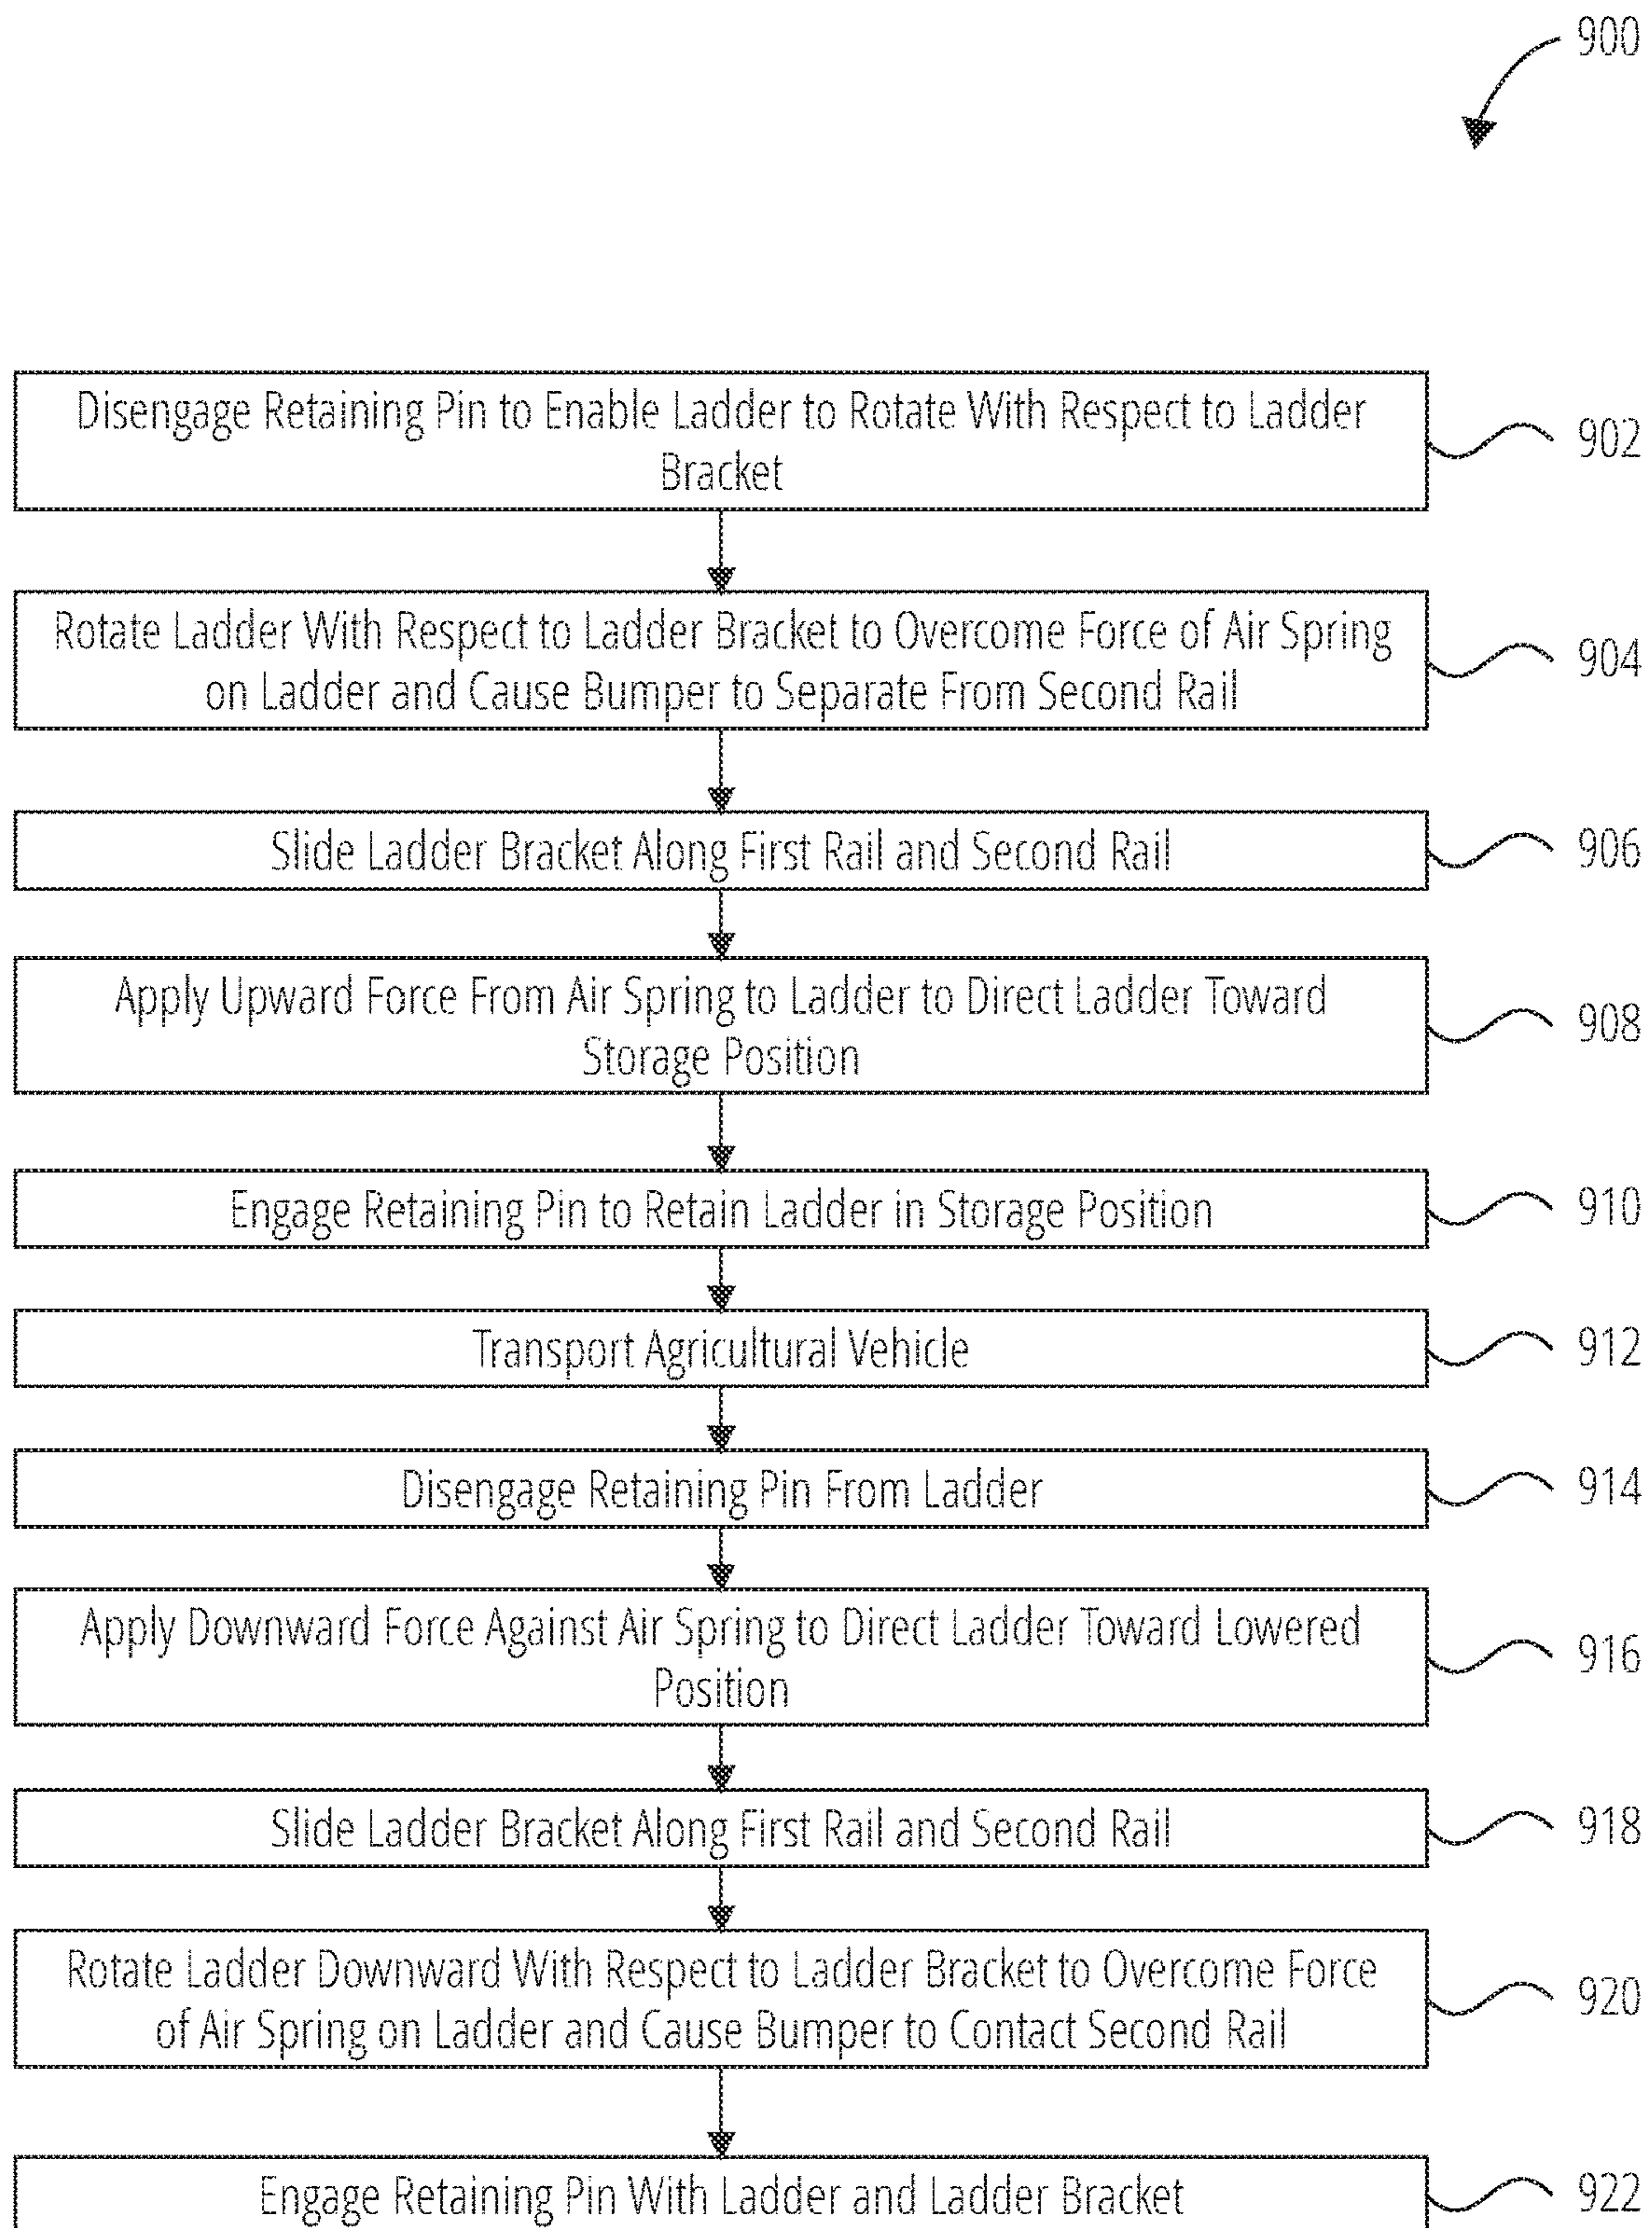 900
Disengage Retaining Pin to Enable Ladder to Rotate With Respect to Ladder
Bracket
902
Rotate Ladder With Respect to Ladder Bracket to Overcome Force of Air Spring
on Ladder and Cause Bumper to Separate From Second Rail
904
Slide Ladder Bracket Along First Rail and Second Rail
906
Apply Upward Force From Air Spring to Ladder to Direct Ladder Toward
Storage Position
908
Engage Retaining Pin to Retain Ladder in Storage Position
910
Transport Agricultural Vehicle
912
Disengage Retaining Pin From Ladder
914
Apply Downward Force Against Air Spring to Direct Ladder Toward Lowered
Position
916
Slide Ladder Bracket Along First Rail and Second Rail
918
Rotate Ladder Downward With Respect to Ladder Bracket to Overcome Force
of Air Spring on Ladder and Cause Bumper to Contact Second Rail
920
Engage Retaining Pin With Ladder and Ladder Bracket
922